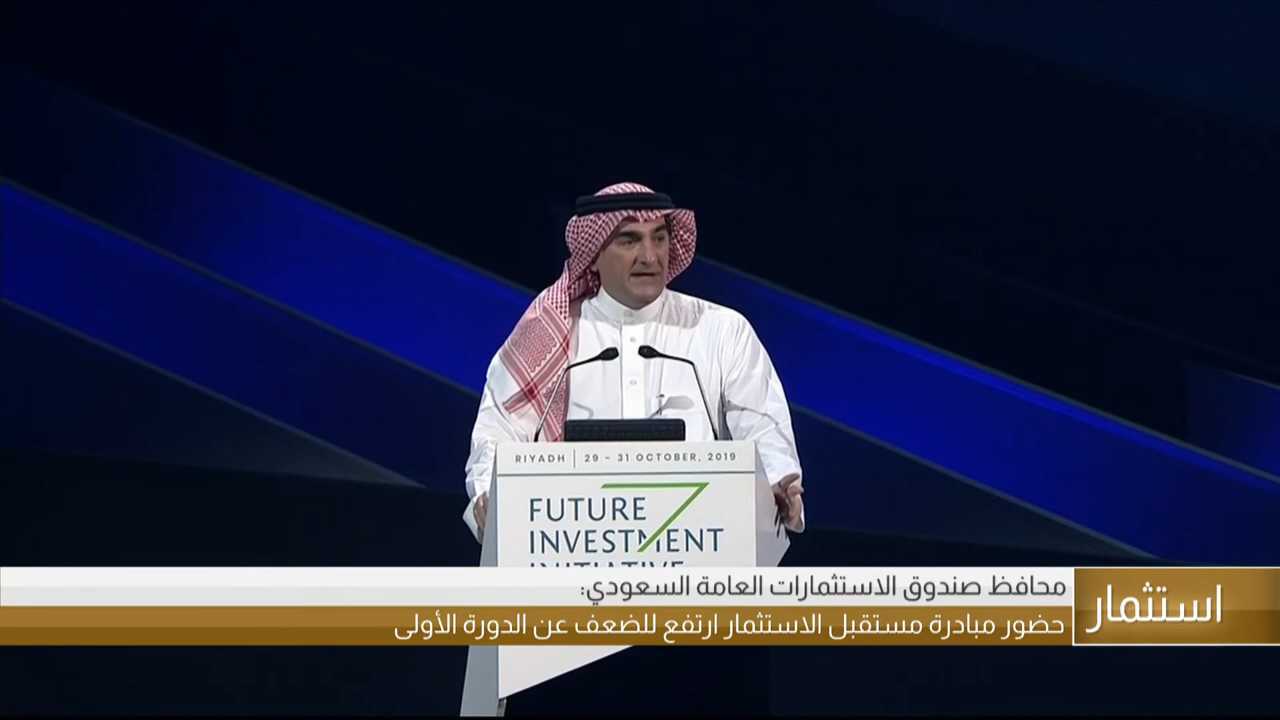 RIYADH | 29 - 31 OCTOBER, 2019
FUTURE
INVESTMENT
INITIATIVE
محافظ صندوق الاستثمارات العامة السعودي:
استثمار
حضور مبادرة مستقبل الاستثمار ارتفع للضعف عن الدورة الأولى